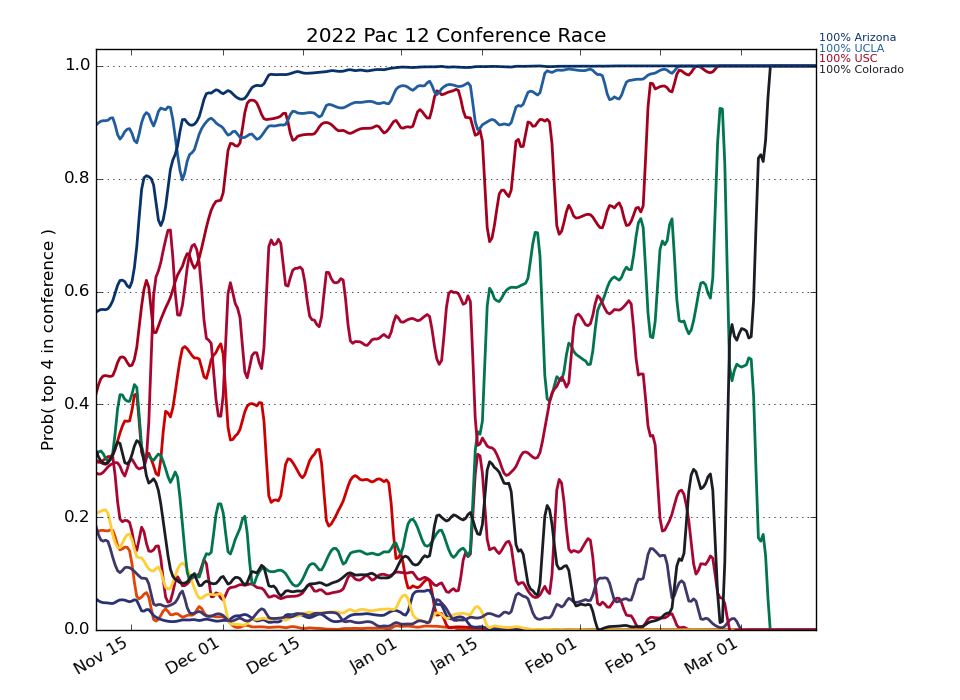 2022 Pac 12 Conference Race
100% Arizona
100% UCLA
100% USC
100% Colorado
Prob( top 4 in conference )
1.0
0.8
0.6
0.4
0.2
0.0
Nov 15
Dec 01
Dec 15
Jan 01
Jan 15
Feb 01
Feb 15
Mar 01